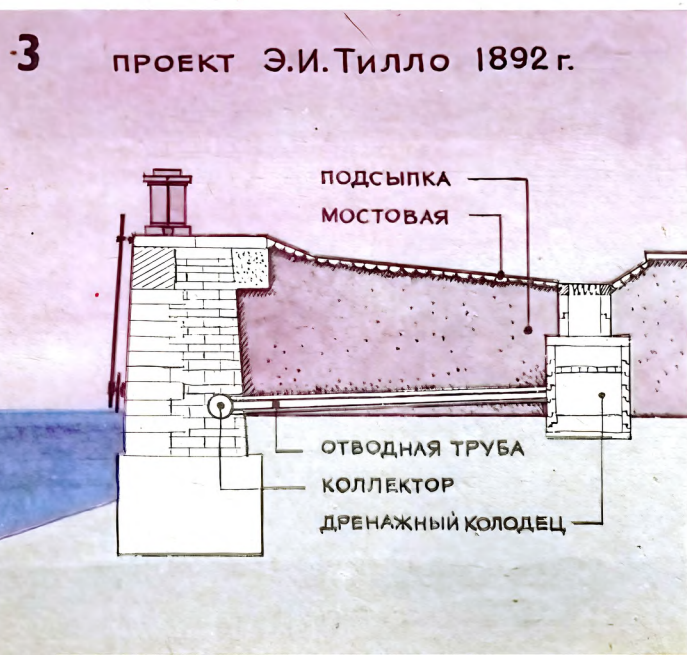 3 ПРОЕКТ Э.И.ТИЛЛО 1892 г.
ПОДСЫПКА
МОСТОВАЯ
ОТВОДНАЯ ТРУБА
КОЛЛЕКТОР
ДРЕНАЖНЫЙ КОЛОДЕЦ